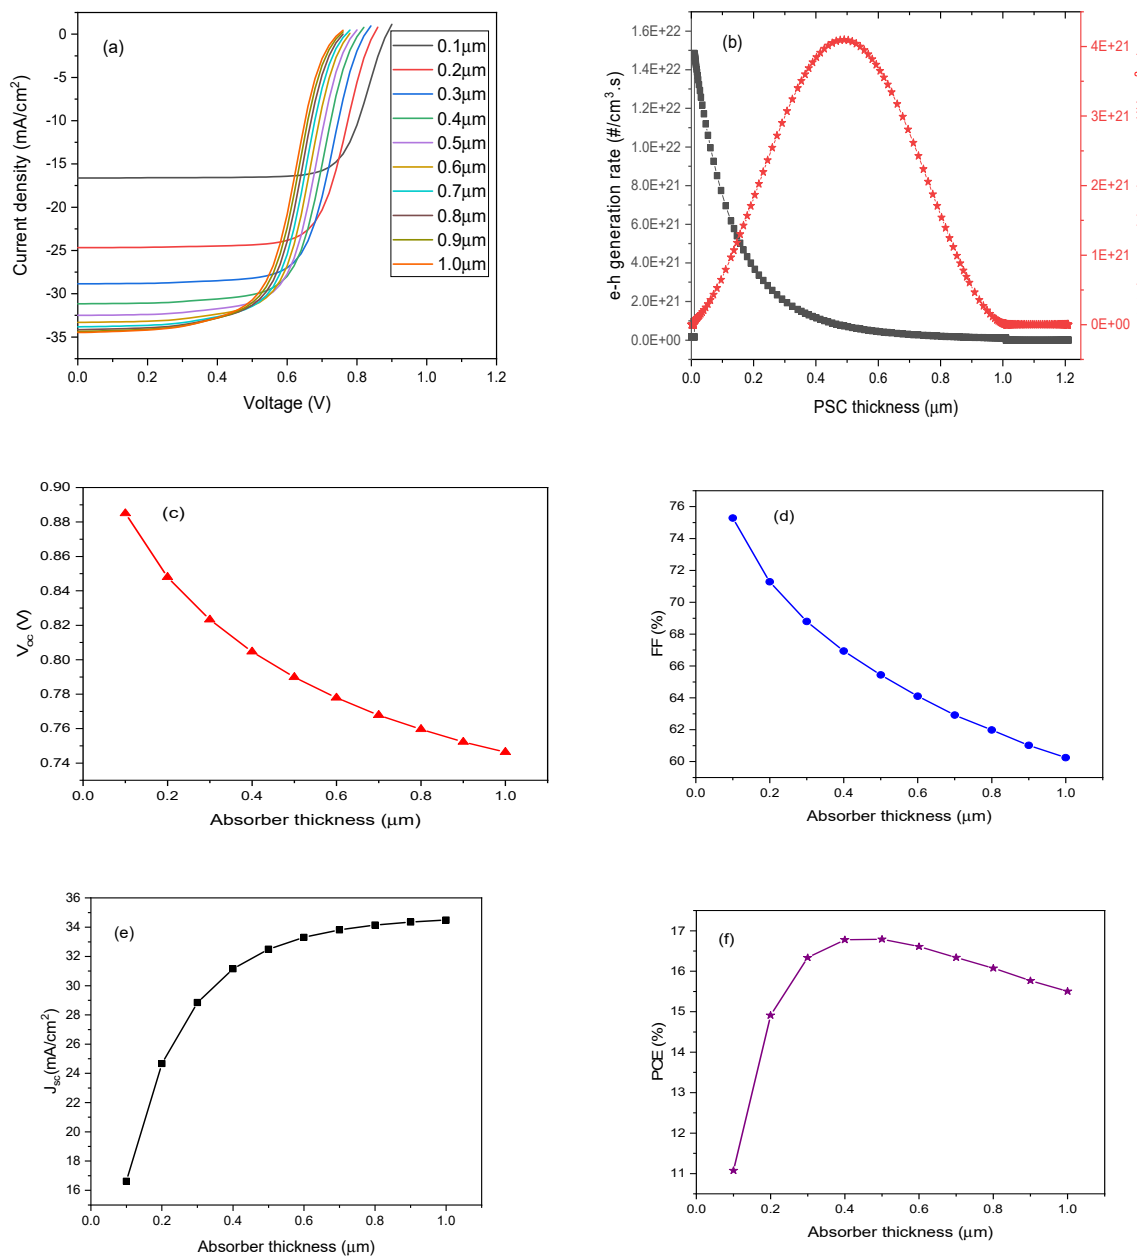 (a)
0
-5
-10
-15
-20
-25
-30
-35
0.0 0.2 0.4 0.6 0.8 1.0 1.2
Current density (mA/cm²)
Voltage (V)
0.1μm
0.2μm
0.3μm
0.4μm
0.5μm
0.6μm
0.7μm
0.8μm
0.9μm
1.0μm
(b)
1.6E+22
1.4E+22
1.2E+22
1.0E+22
8.0E+21
6.0E+21
4.0E+21
2.0E+21
0.0E+00
e-h generation rate (#/cm³.s)
0.0 0.2 0.4 0.6 0.8 1.0 1.2
PSC thickness (μm)
4E+21
3E+21
2E+21
1E+21
0E+00
(c)
0.90
0.88
0.86
0.84
0.82
0.80
0.78
0.76
0.74
Voc (V)
0.0 0.2 0.4 0.6 0.8 1.0
Absorber thickness (μm)
(d)
76
74
72
70
68
66
64
62
60
FF (%)
0.0 0.2 0.4 0.6 0.8 1.0
Absorber thickness (μm)
(e)
36
34
32
30
28
26
24
22
20
18
16
Jsc(mA/cm²)
0.0 0.2 0.4 0.6 0.8 1.0
Absorber thickness (μm)
(f)
17
16
15
14
13
12
11
PCE (%)
0.0 0.2 0.4 0.6 0.8 1.0
Absorber thickness (μm)